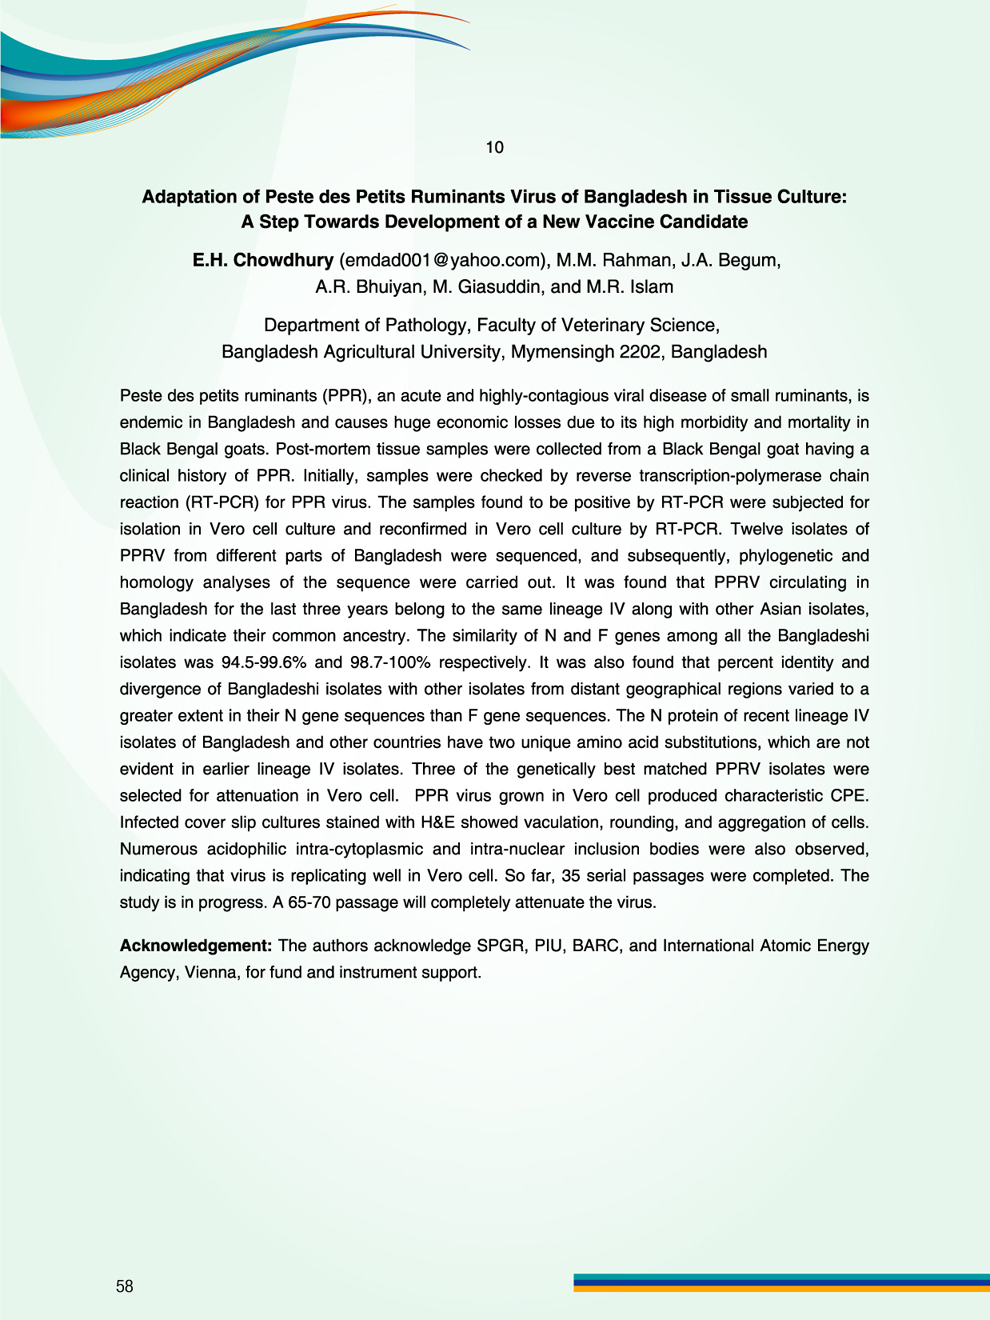 10
Adaptation of Peste des Petits Ruminants Virus of Bangladesh in Tissue Culture:
A Step Towards Development of a New Vaccine Candidate
E.H. Chowdhury (emdad001@yahoo.com), M.M. Rahman, J.A. Begum,
A.R. Bhuiyan, M. Giasuddin, and M.R. Islam
Department of Pathology, Faculty of Veterinary Science,
Bangladesh Agricultural University, Mymensingh 2202, Bangladesh
Peste des petits ruminants (PPR), an acute and highly-contagious viral disease of small ruminants, is
endemic in Bangladesh and causes huge economic losses due to its high morbidity and mortality in
Black Bengal goats. Post-mortem tissue samples were collected from a Black Bengal goat having a
clinical history of PPR. Initially, samples were checked by reverse transcription-polymerase chain
reaction (RT-PCR) for PPR virus. The samples found to be positive by RT-PCR were subjected for
isolation in Vero cell culture and reconfirmed in Vero cell culture by RT-PCR. Twelve isolates of
PPRV from different parts of Bangladesh were sequenced, and subsequently, phylogenetic and
homology analyses of the sequence were carried out. It was found that PPRV circulating in
Bangladesh for the last three years belong to the same lineage IV along with other Asian isolates,
which indicate their common ancestry. The similarity of N and F genes among all the Bangladeshi
isolates was 94.5-99.6% and 98.7-100% respectively. It was also found that percent identity and
divergence of Bangladeshi isolates with other isolates from distant geographical regions varied to a
greater extent in their N gene sequences than F gene sequences. The N protein of recent lineage IV
isolates of Bangladesh and other countries have two unique amino acid substitutions, which are not
evident in earlier lineage IV isolates. Three of the genetically best matched PPRV isolates were
selected for attenuation in Vero cell. PPR virus grown in Vero cell produced characteristic CPE.
Infected cover slip cultures stained with H&E showed vaculation, rounding, and aggregation of cells.
Numerous acidophilic intra-cytoplasmic and intra-nuclear inclusion bodies were also observed,
indicating that virus is replicating well in Vero cell. So far, 35 serial passages were completed. The
study is in progress. A 65-70 passage will completely attenuate the virus.
Acknowledgement: The authors acknowledge SPGR, PIU, BARC, and International Atomic Energy
Agency, Vienna, for fund and instrument support.
58